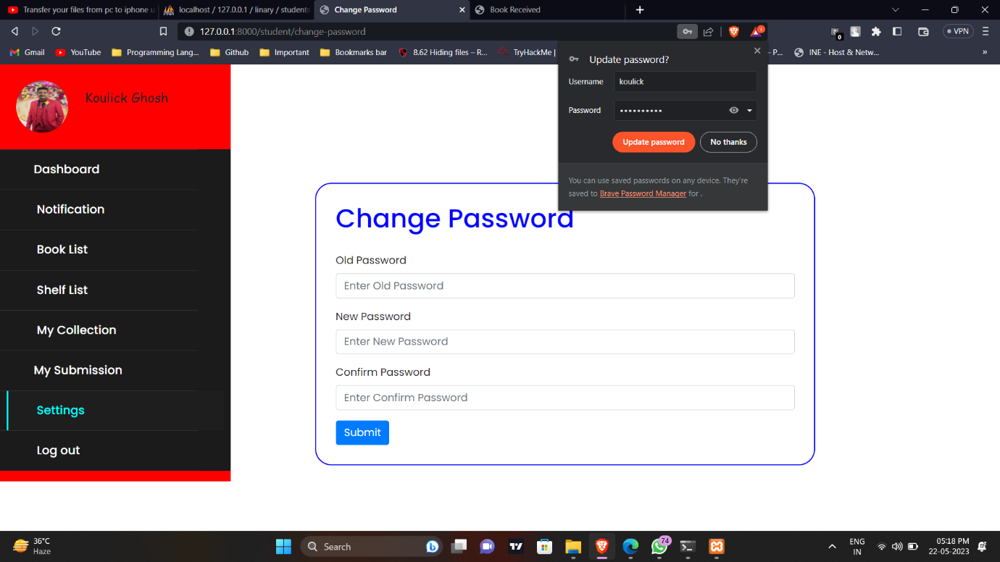 Transfer your files from pc to iphone u
localhost / 127.0.0.1 / linary / students
Change Password
Book Received
127.0.0.1:8000/student/change-password
1
0
VPN
Gmail
YouTube
Programming Lang...
Github
Important
Bookmarks bar
8.62 Hiding files – R...
TryHackMe |
– P...
INE - Host & Netw...
»
Update password?
Username
koulick
Password
••••••••••
Update password
No thanks
You can use saved passwords on any device. They're
saved to Brave Password Manager for .
Koulick Ghosh
Dashboard
Notification
Book List
Shelf List
My Collection
My Submission
Settings
Log out
Change Password
Old Password
Enter Old Password
New Password
Enter New Password
Confirm Password
Enter Confirm Password
Submit
36°C
Haze
Search
74
ENG
IN
05:18 PM
22-05-2023